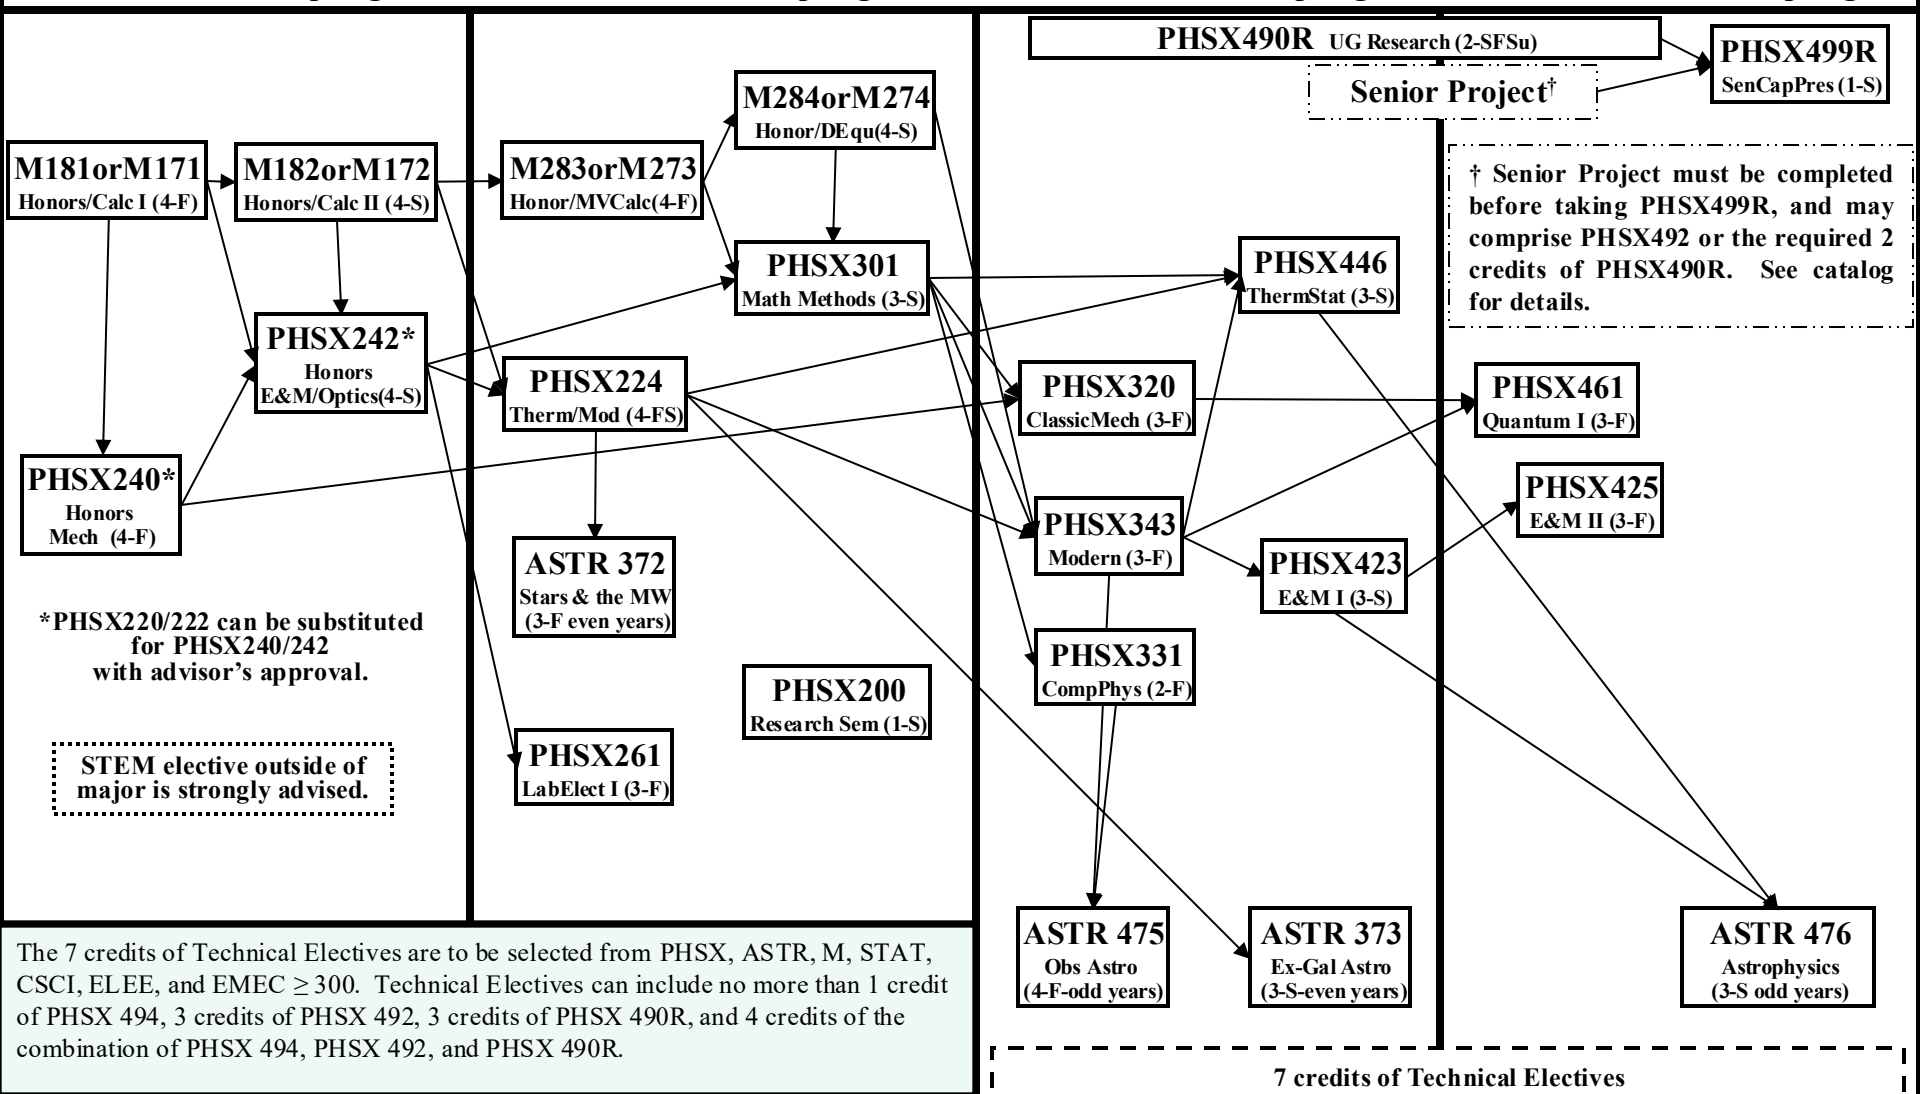 PHSX490R UG Research (2-SFSu)
PHSX499R
SenCapPres (1-S)
Senior Project†
M284orM274
Honor/DEqu(4-S)
M181orM171
Honors/Calc I (4-F)
M182orM172
Honors/Calc II (4-S)
M283orM273
Honor/MVCalc(4-F)
† Senior Project must be completed
before taking PHSX499R, and may
comprise PHSX492 or the required 2
credits of PHSX490R. See catalog
for details.
PHSX301
Math Methods (3-S)
PHSX446
ThermStat (3-S)
PHSX242*
Honors
E&M/Optics(4-S)
PHSX224
Therm/Mod (4-FS)
PHSX320
ClassicMech (3-F)
PHSX461
Quantum I (3-F)
PHSX240*
Honors
Mech (4-F)
PHSX425
E&M II (3-F)
PHSX343
Modern (3-F)
ASTR 372
Stars & the MW
(3-F even years)
PHSX423
E&M I (3-S)
*PHSX220/222 can be substituted
for PHSX240/242
with advisor's approval.
PHSX331
CompPhys (2-F)
PHSX200
Research Sem (1-S)
PHSX261
LabElect I (3-F)
STEM elective outside of
major is strongly advised.
ASTR 475
Obs Astro
(4-F-odd years)
ASTR 373
Ex-Gal Astro
(3-S-even years)
ASTR 476
Astrophysics
(3-S odd years)
The 7 credits of Technical Electives are to be selected from PHSX, ASTR, M, STAT,
CSCI, ELEE, and EMEC ≥ 300. Technical Electives can include no more than 1 credit
of PHSX 494, 3 credits of PHSX 492, 3 credits of PHSX 490R, and 4 credits of the
combination of PHSX 494, PHSX 492, and PHSX 490R.
7 credits of Technical Electives